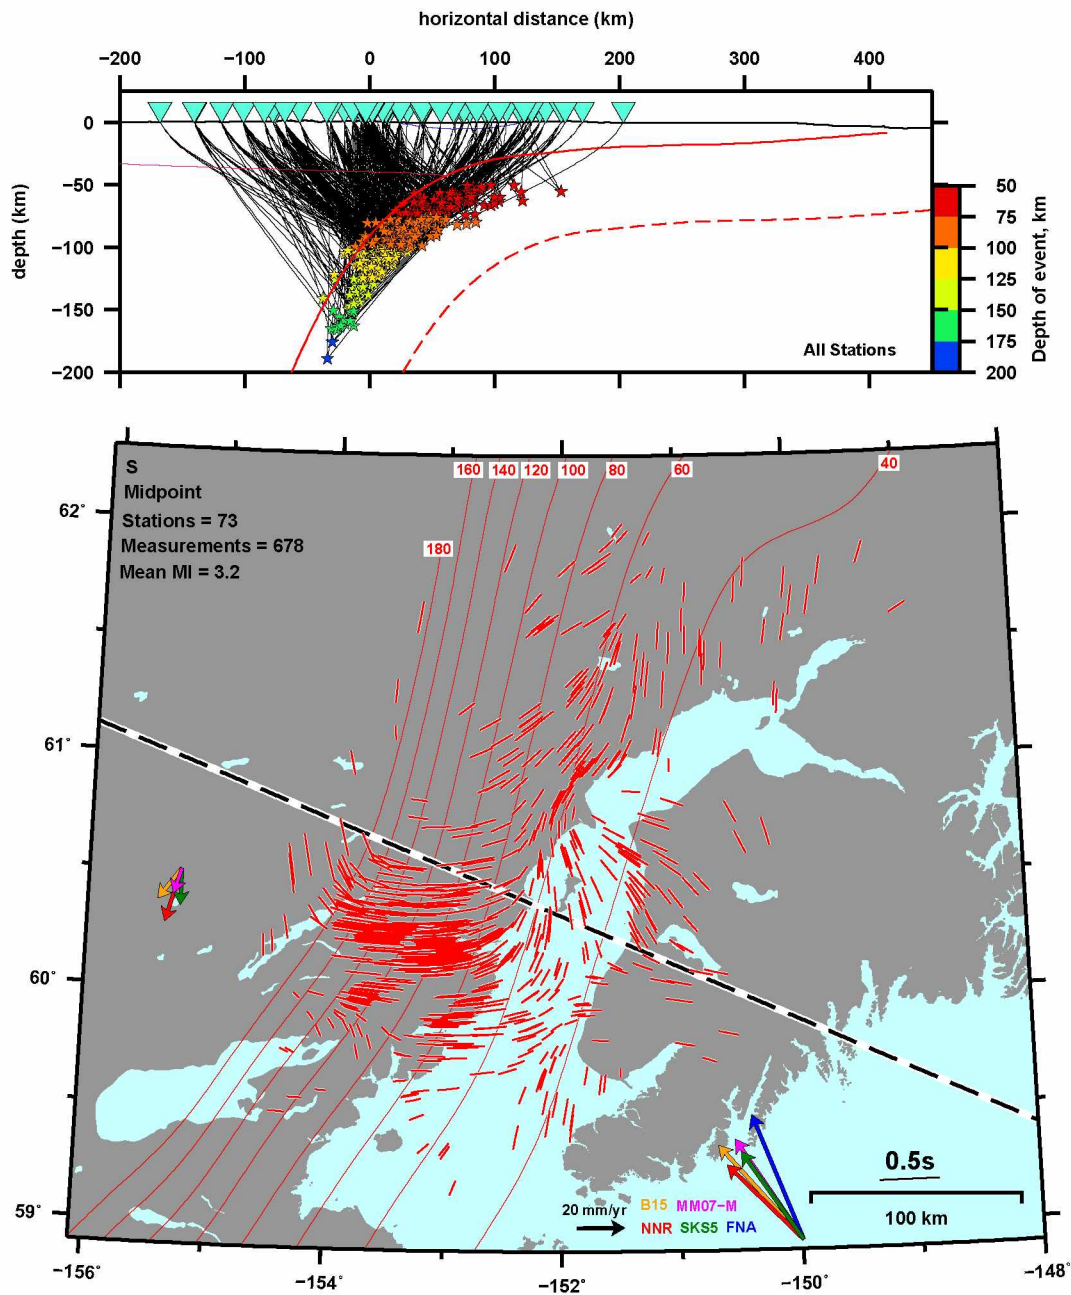 horizontal distance (km)
−200 −100 0 100 200 300 400
0
−50
−100
−150
−200
depth (km)
All Stations
50
75
100
125
150
175
200
Depth of event, km
S
Midpoint
Stations = 73
Measurements = 678
Mean MI = 3.2
160 140 120 100 80 60 40
180
62°
61°
60°
59°
0.5s
100 km
20 mm/yr
B15 MM07−M
NNR SKS5 FNA
−156° −154° −152° −150° −148°